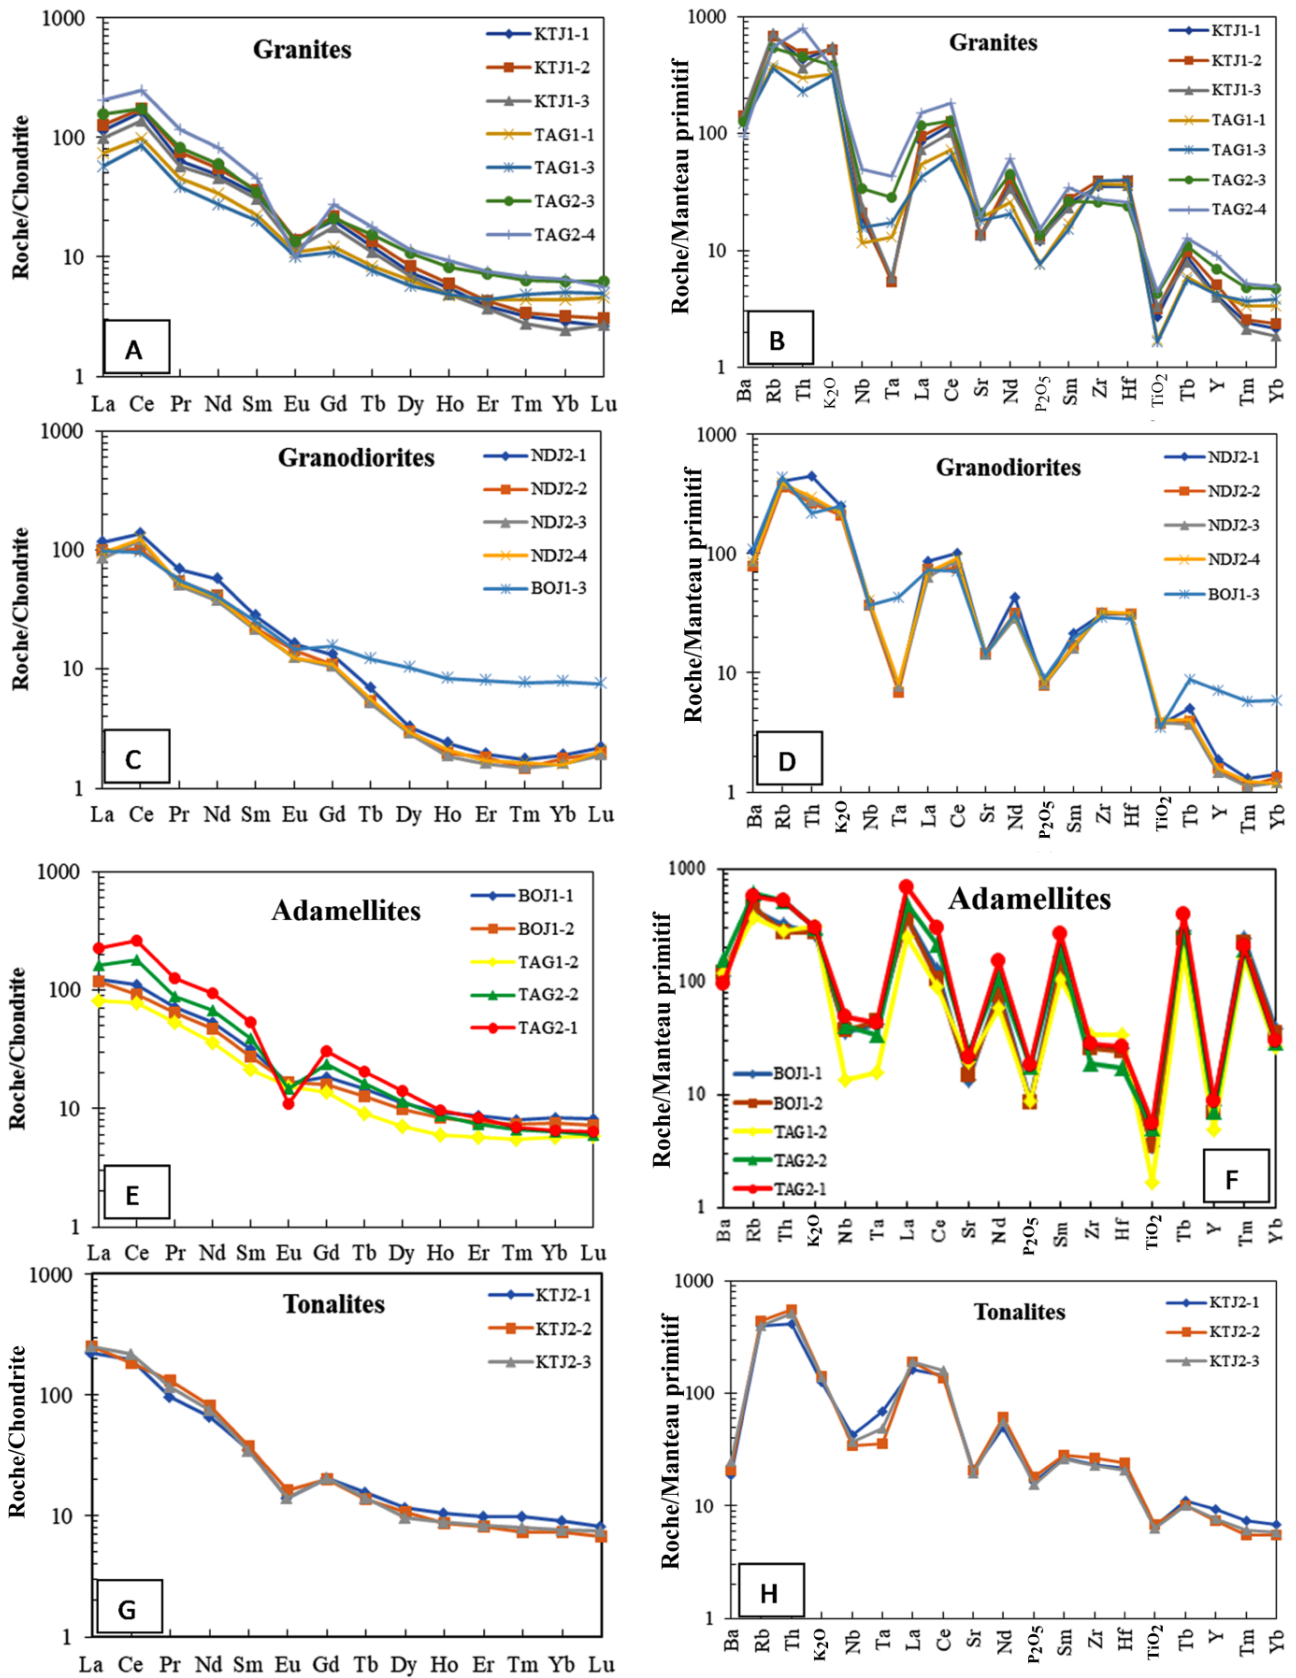 Granites
Roche/Chondrite
1000
100
10
1
KTJ1-1
KTJ1-2
KTJ1-3
TAG1-1
TAG1-3
TAG2-3
TAG2-4
A
La Ce Pr Nd Sm Eu Gd Tb Dy Ho Er Tm Yb Lu
Granites
Roche/Manteau primitif
1000
100
10
1
KTJ1-1
KTJ1-2
KTJ1-3
TAG1-1
TAG1-3
TAG2-3
TAG2-4
B
Ba Rb Th K2O Nb Ta La Ce Sr Nd P2O5 Sm Zr Hf TiO2 Tb Y Tm Yb
Granodiorites
Roche/Chondrite
1000
100
10
1
NDJ2-1
NDJ2-2
NDJ2-3
NDJ2-4
BOJ1-3
C
La Ce Pr Nd Sm Eu Gd Tb Dy Ho Er Tm Yb Lu
Granodiorites
Roche/Manteau primitif
1000
100
10
1
NDJ2-1
NDJ2-2
NDJ2-3
NDJ2-4
BOJ1-3
D
Ba Rb Th K2O Nb Ta La Ce Sr Nd P2O5 Sm Zr Hf TiO2 Tb Y Tm Yb
Adamellites
Roche/Chondrite
1000
100
10
1
BOJ1-1
BOJ1-2
TAG1-2
TAG2-2
TAG2-1
E
La Ce Pr Nd Sm Eu Gd Tb Dy Ho Er Tm Yb Lu
Adamellites
Roche/Manteau primitif
1000
100
10
1
BOJ1-1
BOJ1-2
TAG1-2
TAG2-2
TAG2-1
F
Ba Rb Th K2O Nb Ta La Ce Sr Nd P2O5 Sm Zr Hf TiO2 Tb Y Tm Yb
Tonalites
Roche/Chondrite
1000
100
10
1
KTJ2-1
KTJ2-2
KTJ2-3
G
La Ce Pr Nd Sm Eu Gd Tb Dy Ho Er Tm Yb Lu
Tonalites
Roche/Manteau primitif
1000
100
10
1
KTJ2-1
KTJ2-2
KTJ2-3
H
Ba Rb Th K2O Nb Ta La Ce Sr Nd P2O5 Sm Zr Hf TiO2 Tb Y Tm Yb